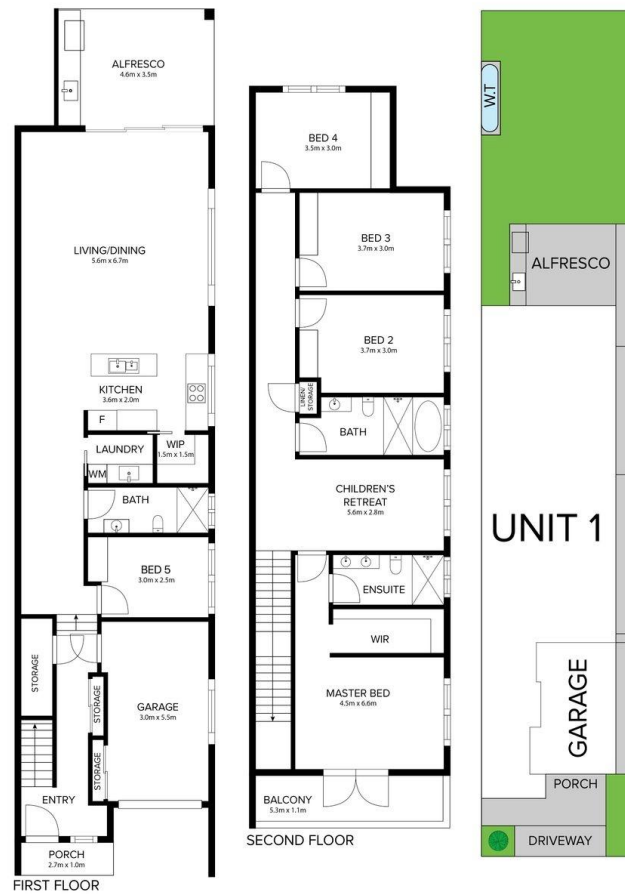 ALFRESCO
4.6m x 3.5m
LIVING/DINING
5.6m x 6.7m
KITCHEN
3.6m x 2.0m
F
LAUNDRY
WIP
1.5m x 1.5m
WM
BATH
BED 5
3.0m x 2.5m
STORAGE
STORAGE
GARAGE
3.0m x 5.5m
STORAGE
ENTRY
PORCH
2.7m x 1.0m
FIRST FLOOR
BED 4
3.5m x 3.0m
BED 3
3.7m x 3.0m
BED 2
3.7m x 3.0m
LINEN/
STORAGE
BATH
CHILDREN'S
RETREAT
5.6m x 2.8m
ENSUITE
WIR
MASTER BED
4.5m x 6.6m
BALCONY
5.3m x 1.1m
SECOND FLOOR
W.T
ALFRESCO
UNIT 1
GARAGE
PORCH
DRIVEWAY